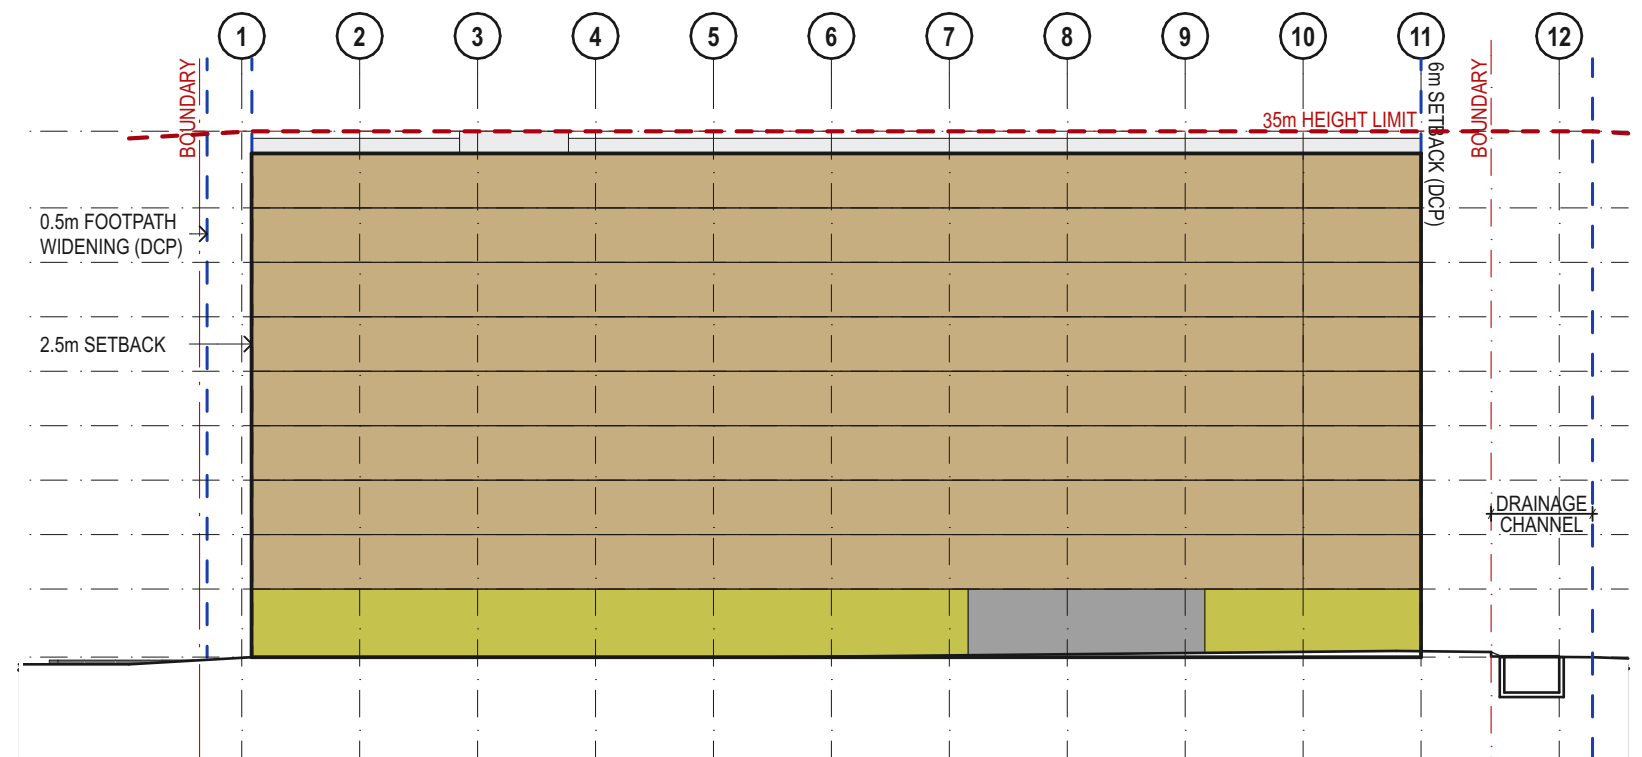 1 2 3 4 5 6 7 8 9 10 11 12
BOUNDARY
6m SETBACK (DCP)
BOUNDARY
35m HEIGHT LIMIT
0.5m FOOTPATH
WIDENING (DCP)
2.5m SETBACK
DRAINAGE
CHANNEL